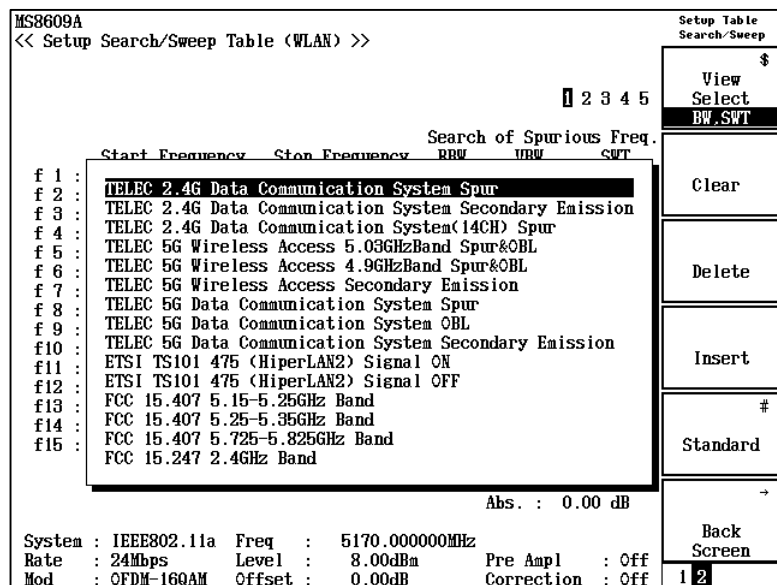 MS8609A
<< Setup Search/Sweep Table (WLAN) >>
Setup Table
Search/Sweep
$
View
Select
BW,SWT
1 2 3 4 5
Search of Spurious Freq.
Start Frequency Stop Frequency RBW VBW SWT
f 1 :
f 2 :
f 3 :
f 4 :
f 5 :
f 6 :
f 7 :
f 8 :
f 9 :
f10 :
f11 :
f12 :
f13 :
f14 :
f15 :
TELEC 2.4G Data Communication System Spur
TELEC 2.4G Data Communication System Secondary Emission
TELEC 2.4G Data Communication System(14CH) Spur
TELEC 5G Wireless Access 5.03GHzBand Spur&OBL
TELEC 5G Wireless Access 4.9GHzBand Spur&OBL
TELEC 5G Wireless Access Secondary Emission
TELEC 5G Data Communication System Spur
TELEC 5G Data Communication System OBL
TELEC 5G Data Communication System Secondary Emission
ETSI TS101 475 (HiperLAN2) Signal ON
ETSI TS101 475 (HiperLAN2) Signal OFF
FCC 15.407 5.15-5.25GHz Band
FCC 15.407 5.25-5.35GHz Band
FCC 15.407 5.725-5.825GHz Band
FCC 15.247 2.4GHz Band
Clear
Delete
Insert
#
Standard
→
Back
Screen
1 2
Abs. : 0.00 dB
System : IEEE802.11a Freq : 5170.000000MHz
Rate : 24Mbps Level : 8.00dBm Pre Ampl : Off
Mod : OFDM-16QAM Offset : 0.00dB Correction : Off